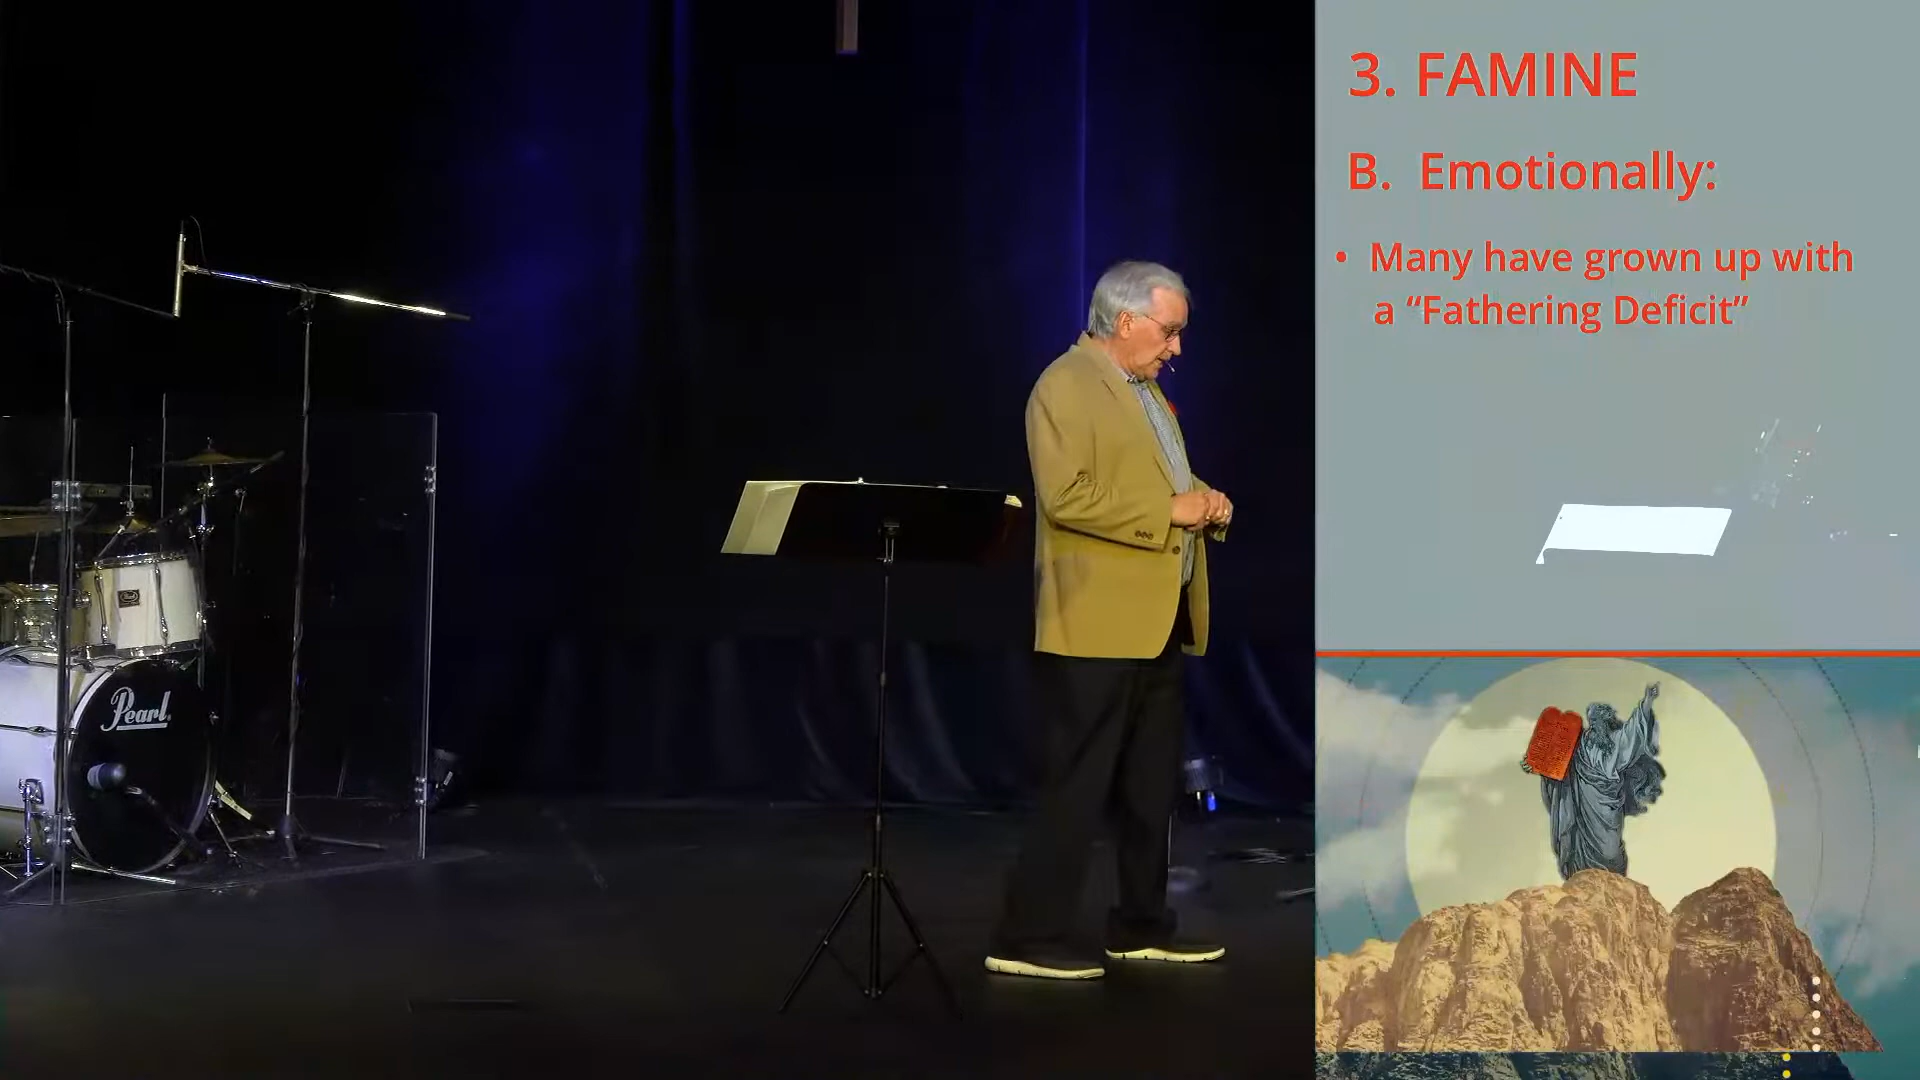 3. FAMINE
B. Emotionally:
• Many have grown up with
a “Fathering Deficit”
Pearl